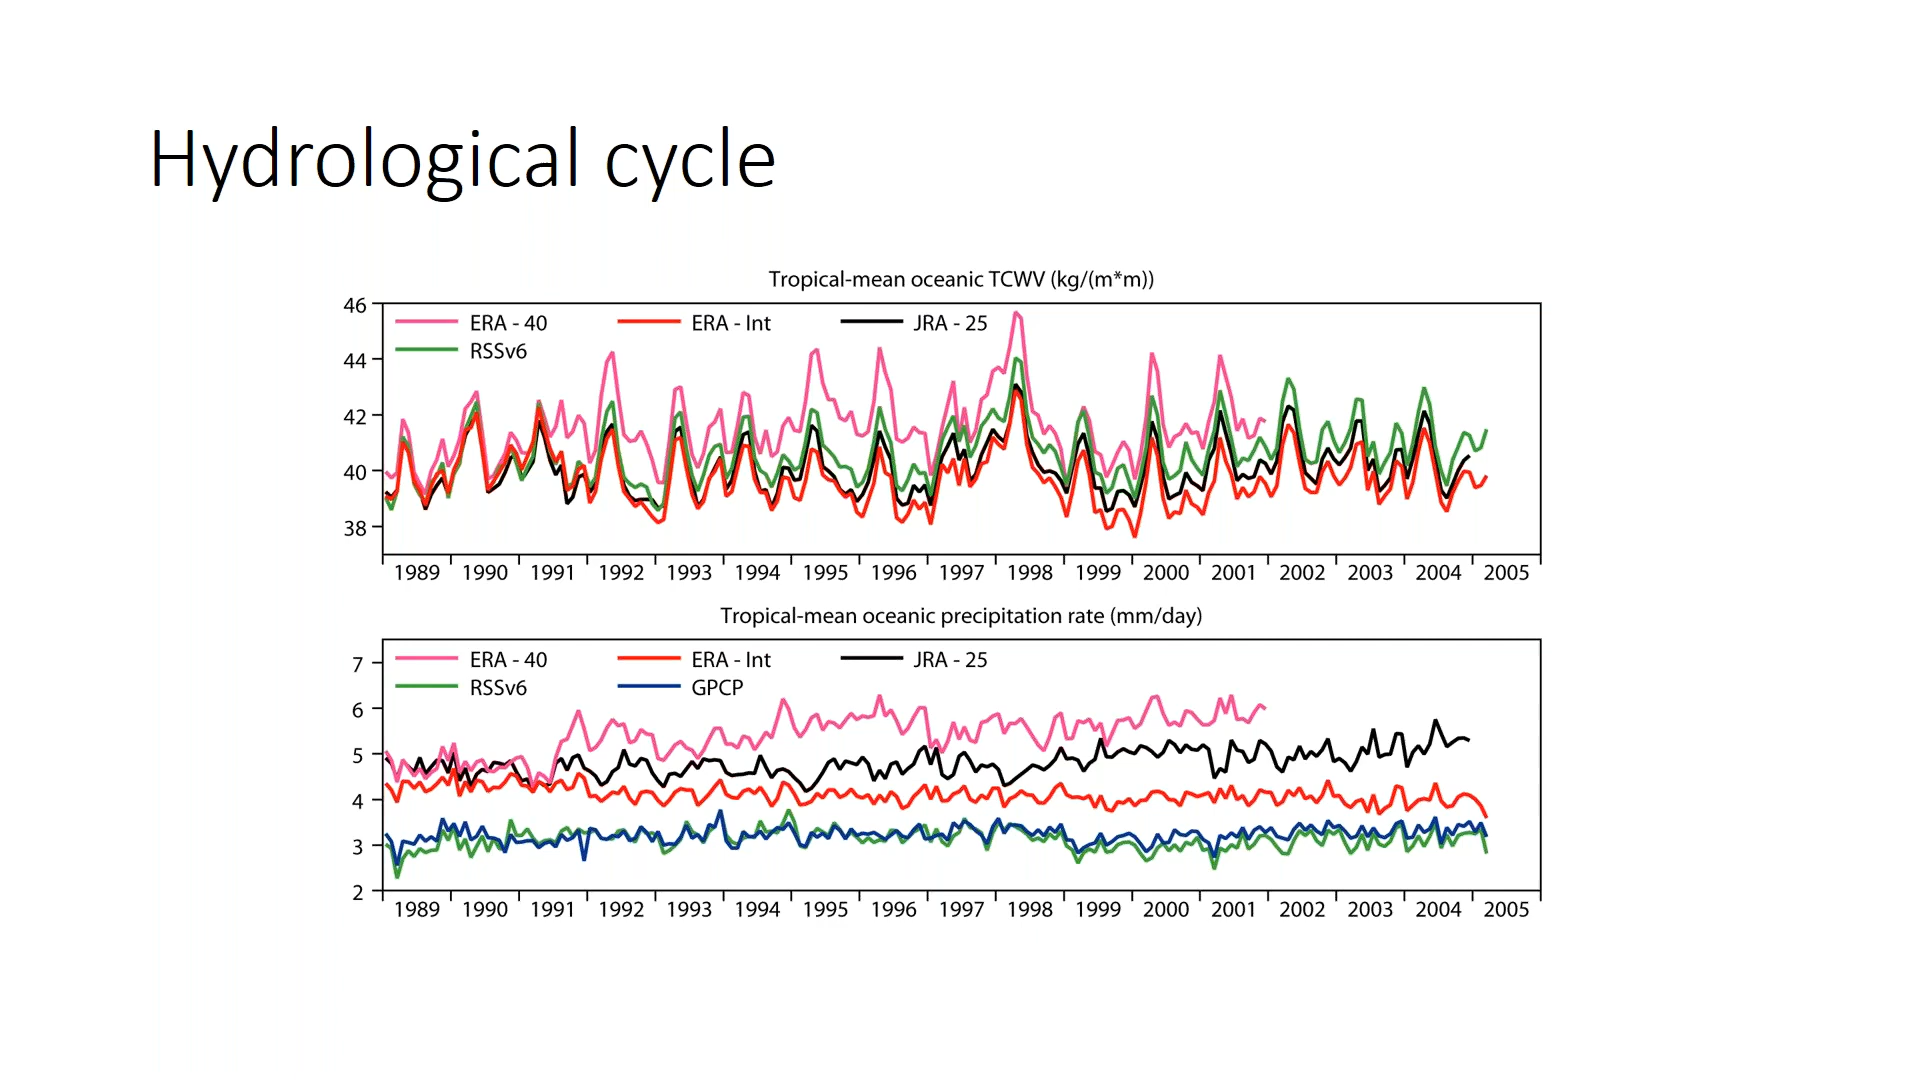 Hydrological cycle
Tropical-mean oceanic TCWV (kg/(m*m))
46
ERA - 40 ERA - Int JRA - 25
RSSv6
44
42
40
38
1989 1990 1991 1992 1993 1994 1995 1996 1997 1998 1999 2000 2001 2002 2003 2004 2005
Tropical-mean oceanic precipitation rate (mm/day)
7
ERA - 40 ERA - Int JRA - 25
RSSv6 GPCP
6
5
4
3
2
1989 1990 1991 1992 1993 1994 1995 1996 1997 1998 1999 2000 2001 2002 2003 2004 2005